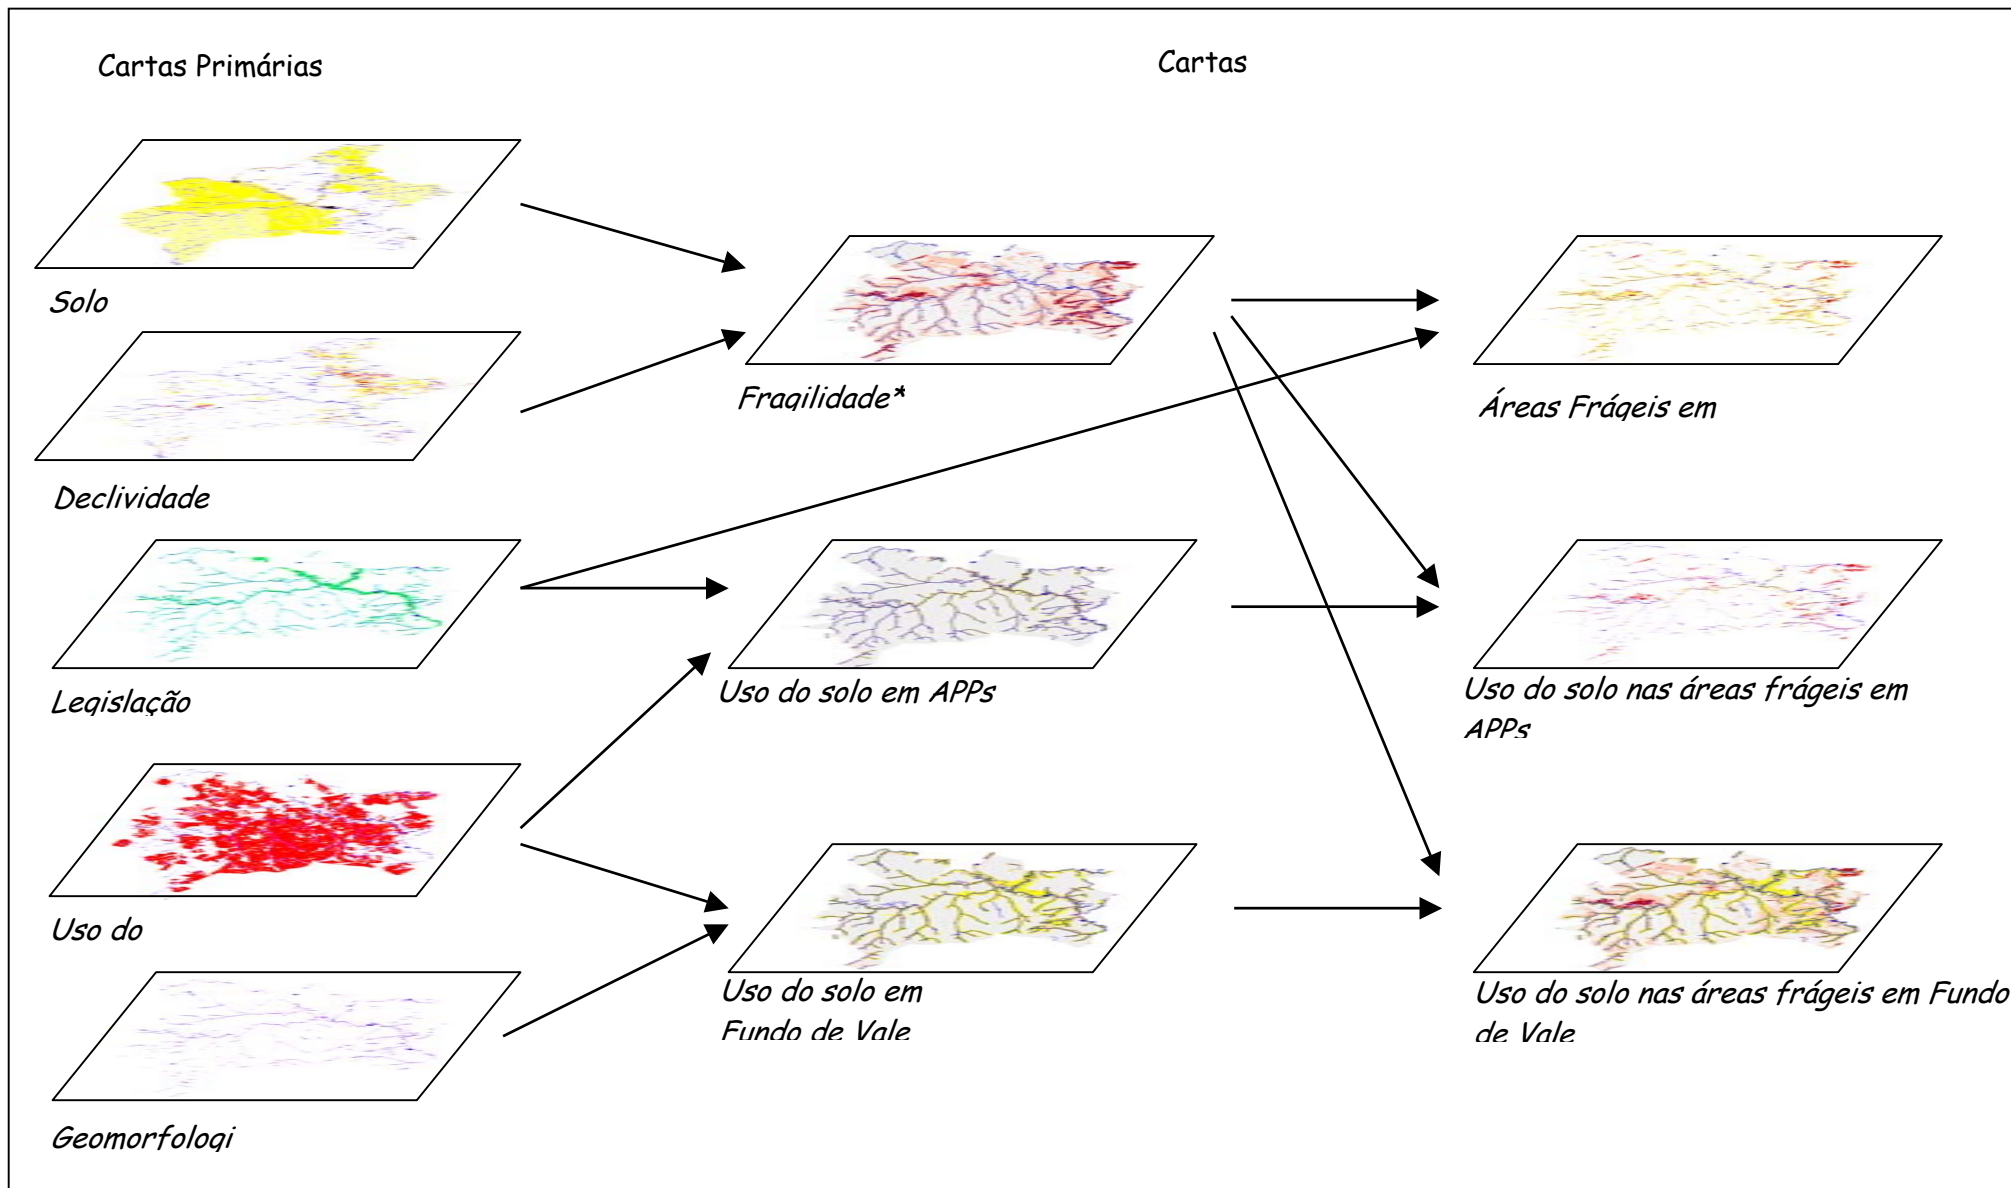 Cartas Primárias
Cartas
Solo
Declividade
Legislação
Uso do
Geomorfologi
Fragilidade*
Uso do solo em APPs
Uso do solo em
Fundo de Vale
Áreas Frágeis em
Uso do solo nas áreas frágeis em
APPs
Uso do solo nas áreas frágeis em Fundo
de Vale